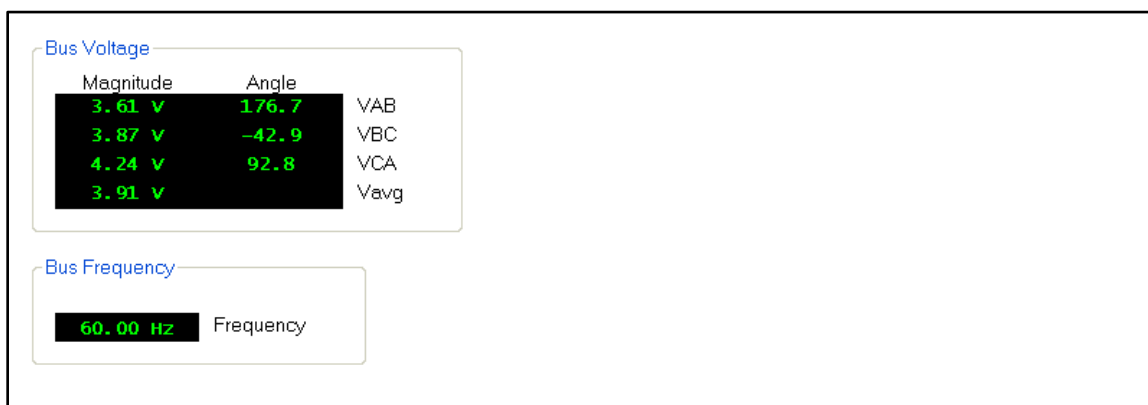 Bus Voltage
Magnitude Angle
3.61 V 176.7 VAB
3.87 V -42.9 VBC
4.24 V 92.8 VCA
3.91 V Vavg
Bus Frequency
60.00 Hz Frequency